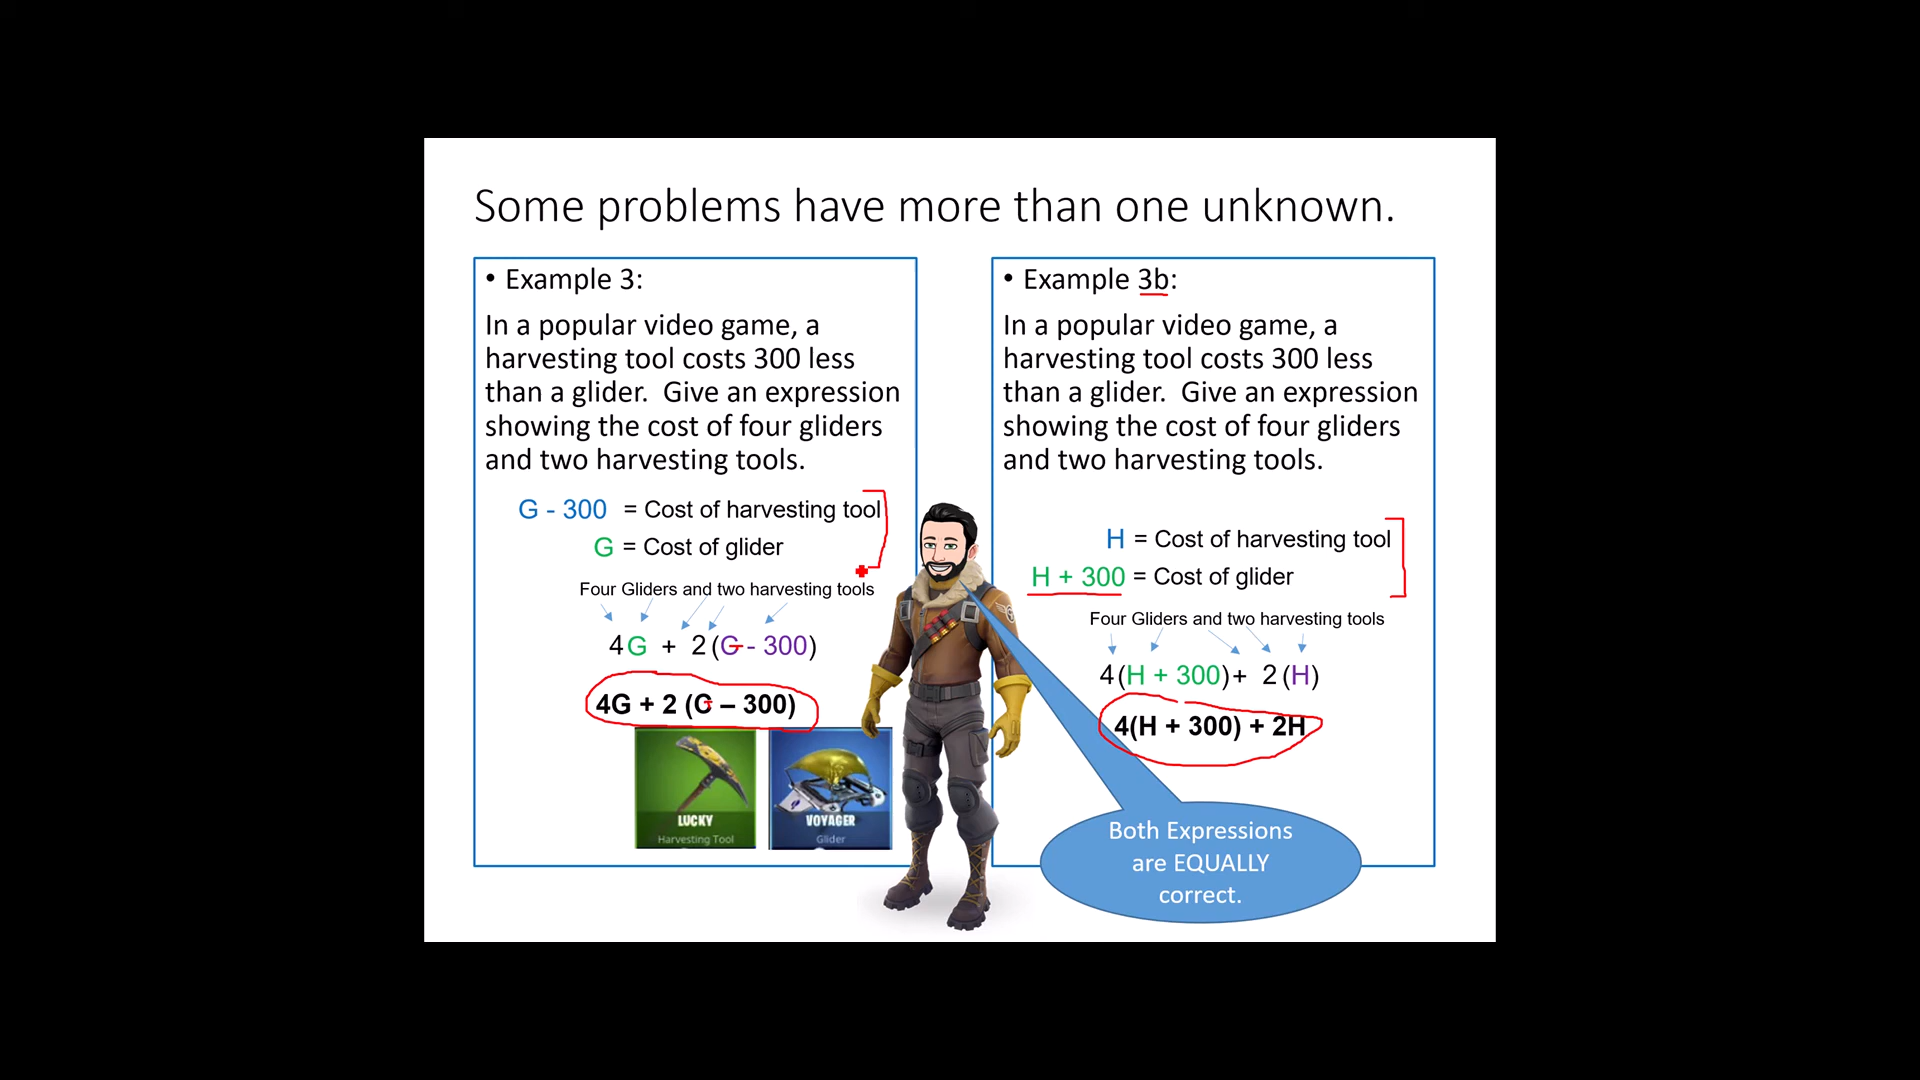 Some problems have more than one unknown.
• Example 3:
In a popular video game, a
harvesting tool costs 300 less
than a glider. Give an expression
showing the cost of four gliders
and two harvesting tools.
G - 300 = Cost of harvesting tool
G = Cost of glider
Four Gliders and two harvesting tools
4G + 2(G - 300)
4G + 2 (G – 300)
LUCKY
Harvesting Tool
VOYAGER
Glider
• Example 3b:
In a popular video game, a
harvesting tool costs 300 less
than a glider. Give an expression
showing the cost of four gliders
and two harvesting tools.
H = Cost of harvesting tool
H + 300 = Cost of glider
Four Gliders and two harvesting tools
4(H + 300)+ 2(H)
4(H + 300) + 2H
Both Expressions
are EQUALLY
correct.